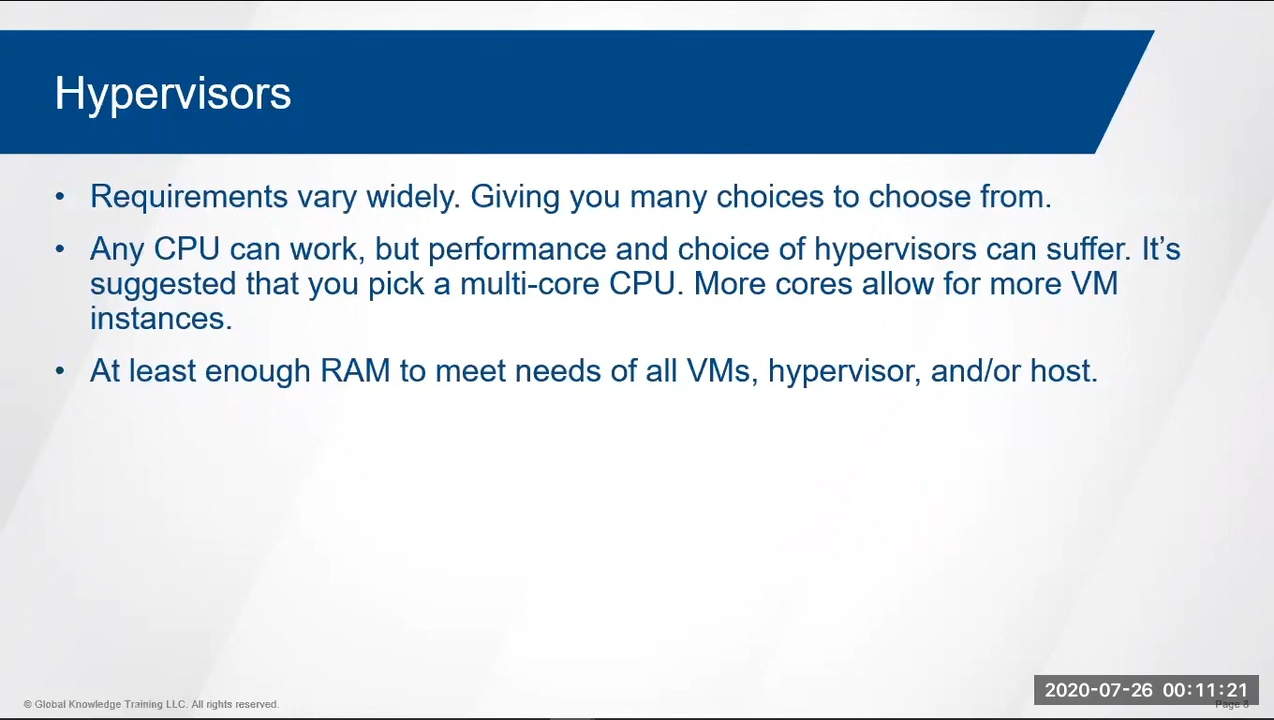 Hypervisors
• Requirements vary widely. Giving you many choices to choose from.
• Any CPU can work, but performance and choice of hypervisors can suffer. It’s
suggested that you pick a multi-core CPU. More cores allow for more VM
instances.
• At least enough RAM to meet needs of all VMs, hypervisor, and/or host.
© Global Knowledge Training LLC. All rights reserved.
2020-07-26 00:11:21
Page 8